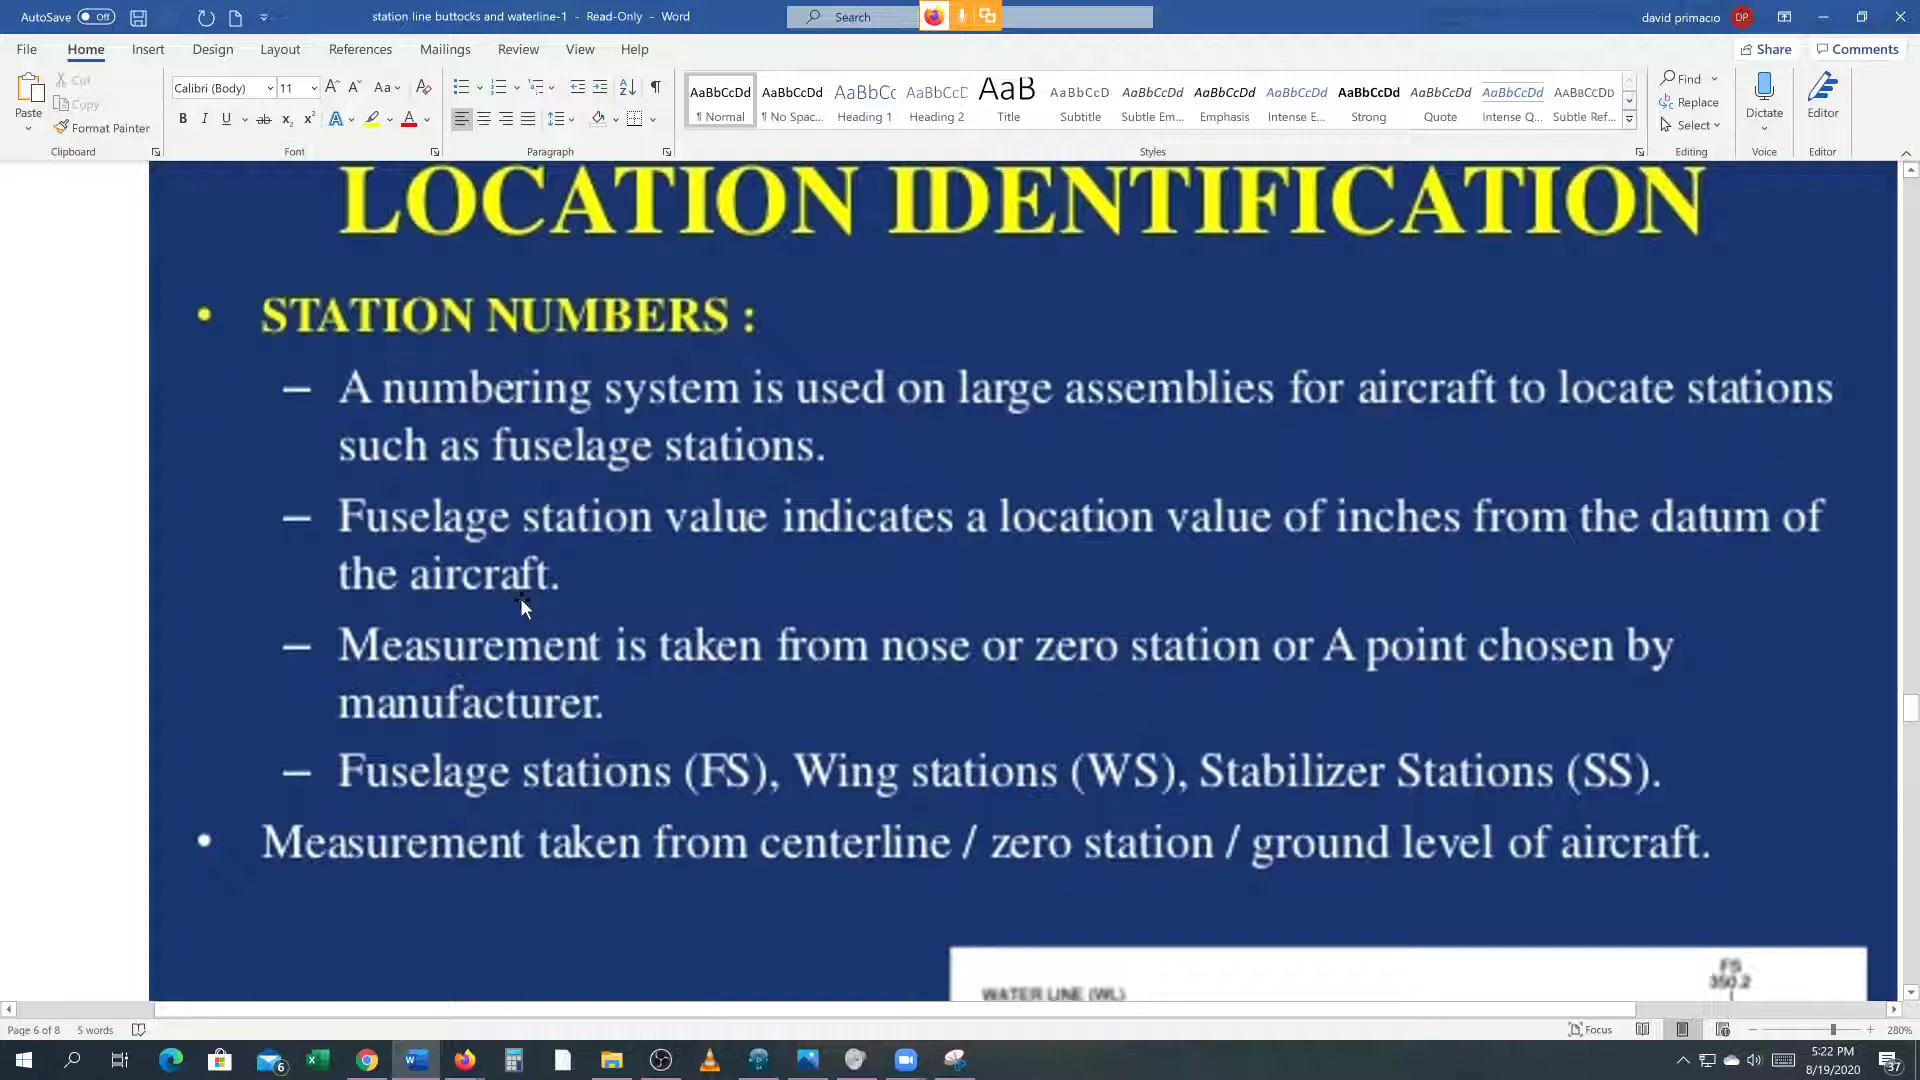 AutoSave Off
station line buttocks and waterline-1 - Read-Only - Word
Search
david primacio DP
File Home Insert Design Layout References Mailings Review View Help
Share Comments
Paste
Cut
Copy
Format Painter
Clipboard
Calibri (Body) 11
Font
Paragraph
AaBbCcDd AaBbCcDd AaBbCc AaBbCcD AaB AaBbCcD AaBbCcDd AaBbCcDd AaBbCcDd AaBbCcDd AaBbCcDd AaBbCcDd AaBbCcDd
¶ Normal ¶ No Spac... Heading 1 Heading 2 Title Subtitle Subtle Em... Emphasis Intense E... Strong Quote Intense Q... Subtle Ref...
Styles
Find
Replace
Select
Editing
Dictate
Voice
Editor
Editor
LOCATION IDENTIFICATION
• STATION NUMBERS :
– A numbering system is used on large assemblies for aircraft to locate stations
such as fuselage stations.
– Fuselage station value indicates a location value of inches from the datum of
the aircraft.
– Measurement is taken from nose or zero station or A point chosen by
manufacturer.
– Fuselage stations (FS), Wing stations (WS), Stabilizer Stations (SS).
• Measurement taken from centerline / zero station / ground level of aircraft.
FS
350.2
WATER LINE (WL)
Page 6 of 8 5 words
Focus
280%
6
5:22 PM
8/19/2020
37